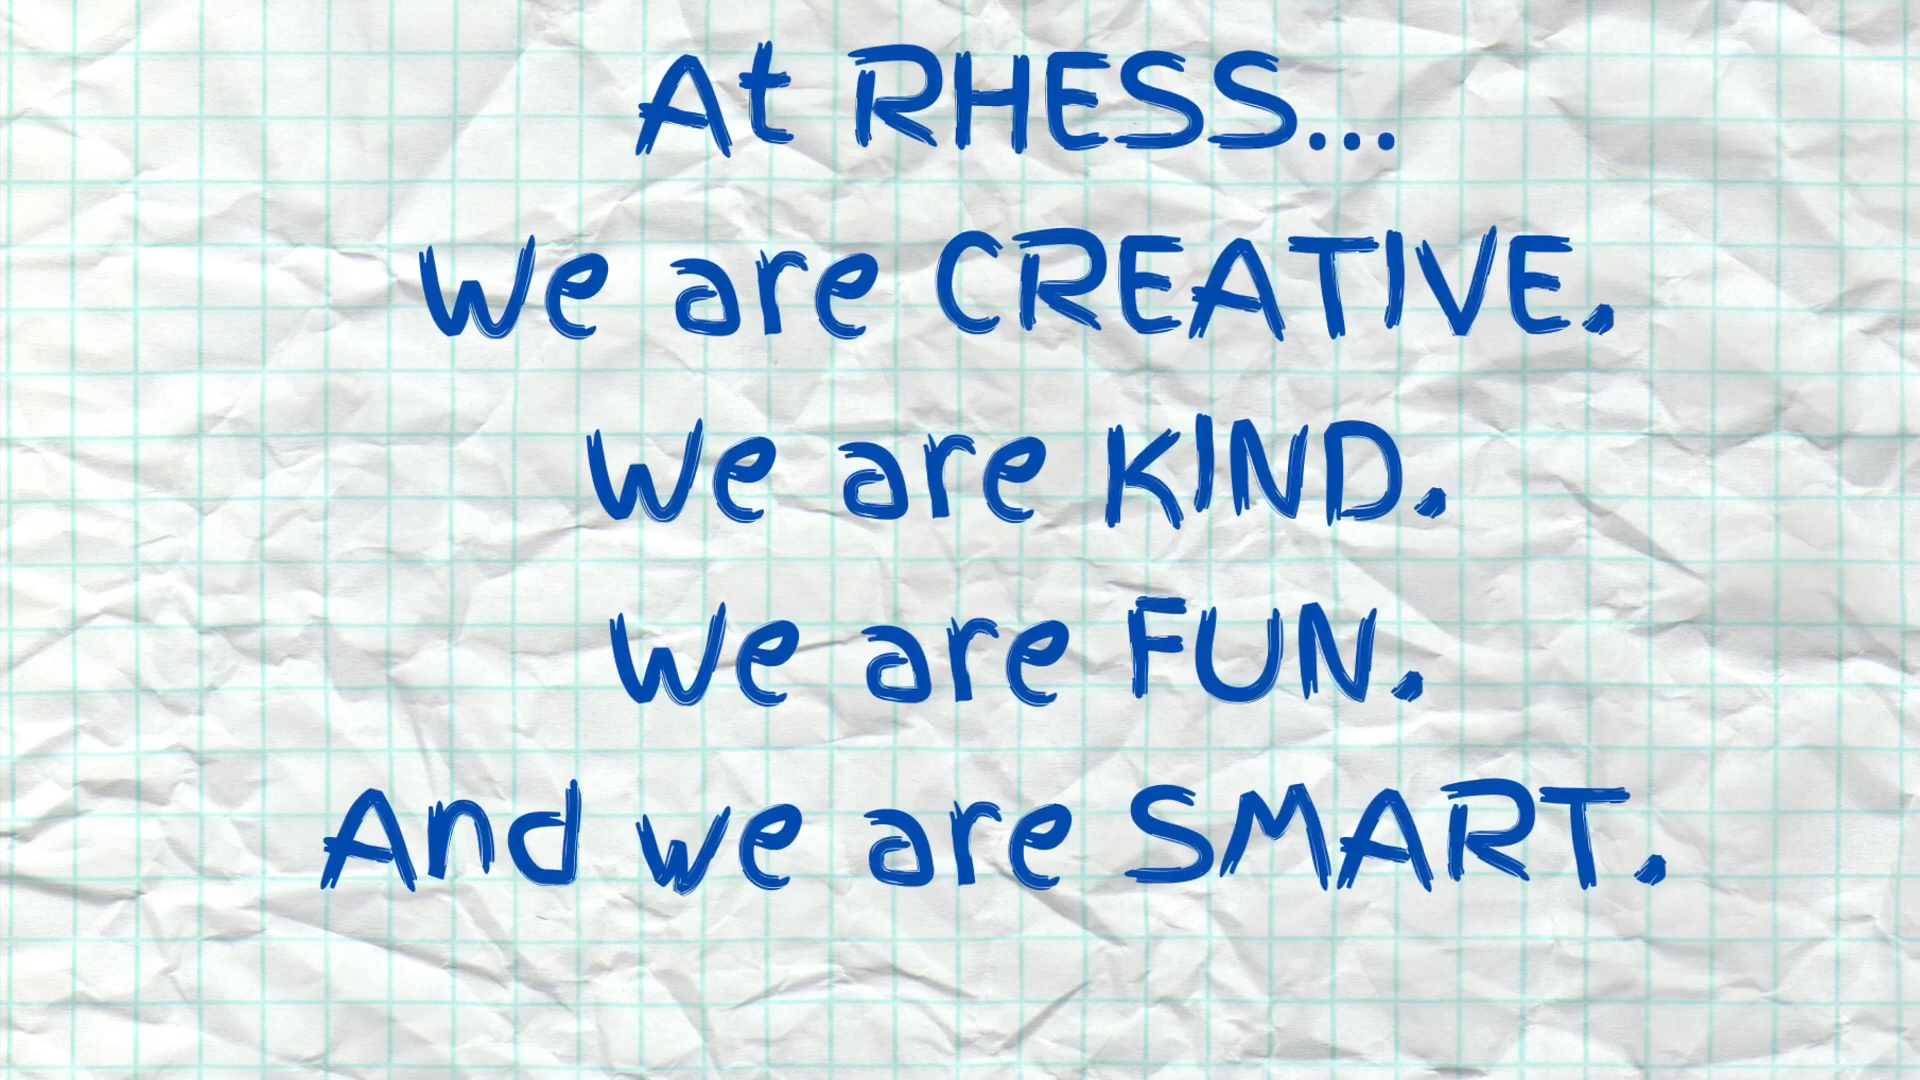 At RHESS...
We are CREATIVE.
We are KIND.
We are FUN.
And we are SMART.